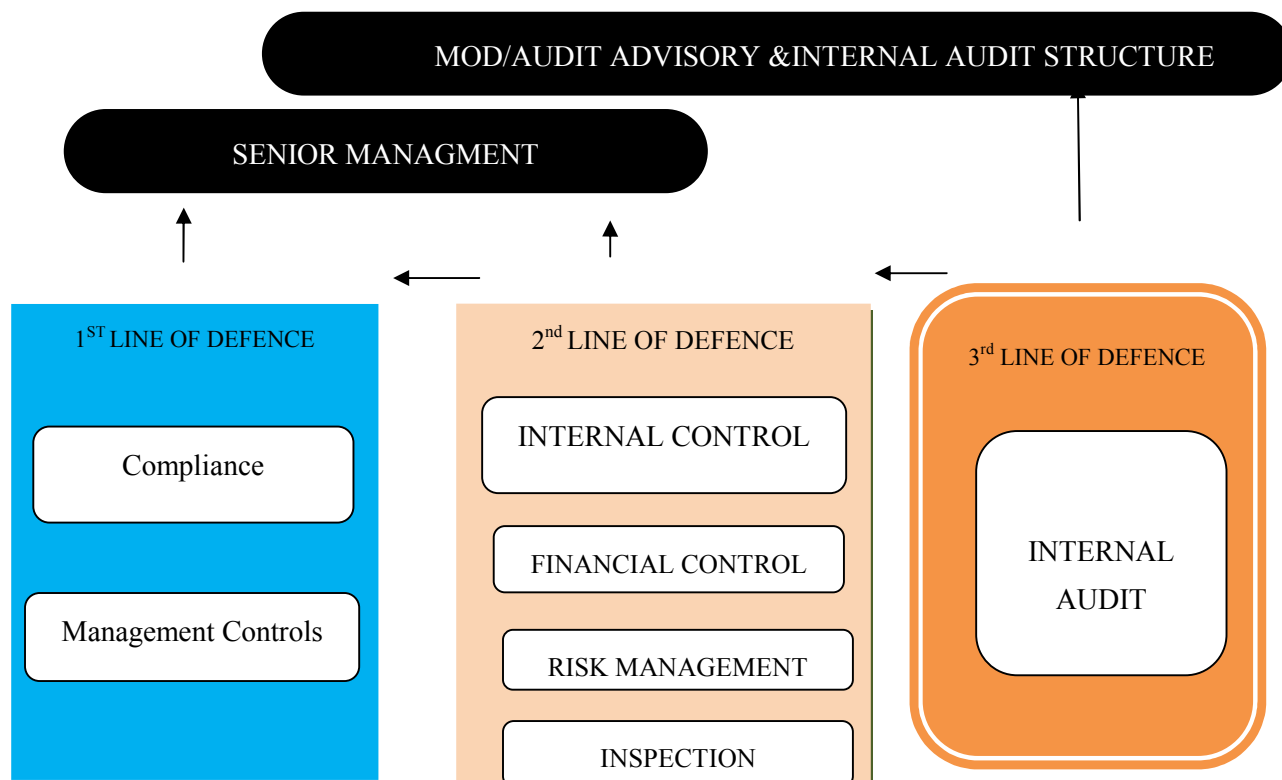 MOD/AUDIT ADVISORY &INTERNAL AUDIT STRUCTURE
SENIOR MANAGMENT
1ST LINE OF DEFENCE
Compliance
Management Controls
2nd LINE OF DEFENCE
INTERNAL CONTROL
FINANCIAL CONTROL
RISK MANAGEMENT
INSPECTION
3rd LINE OF DEFENCE
INTERNAL
AUDIT